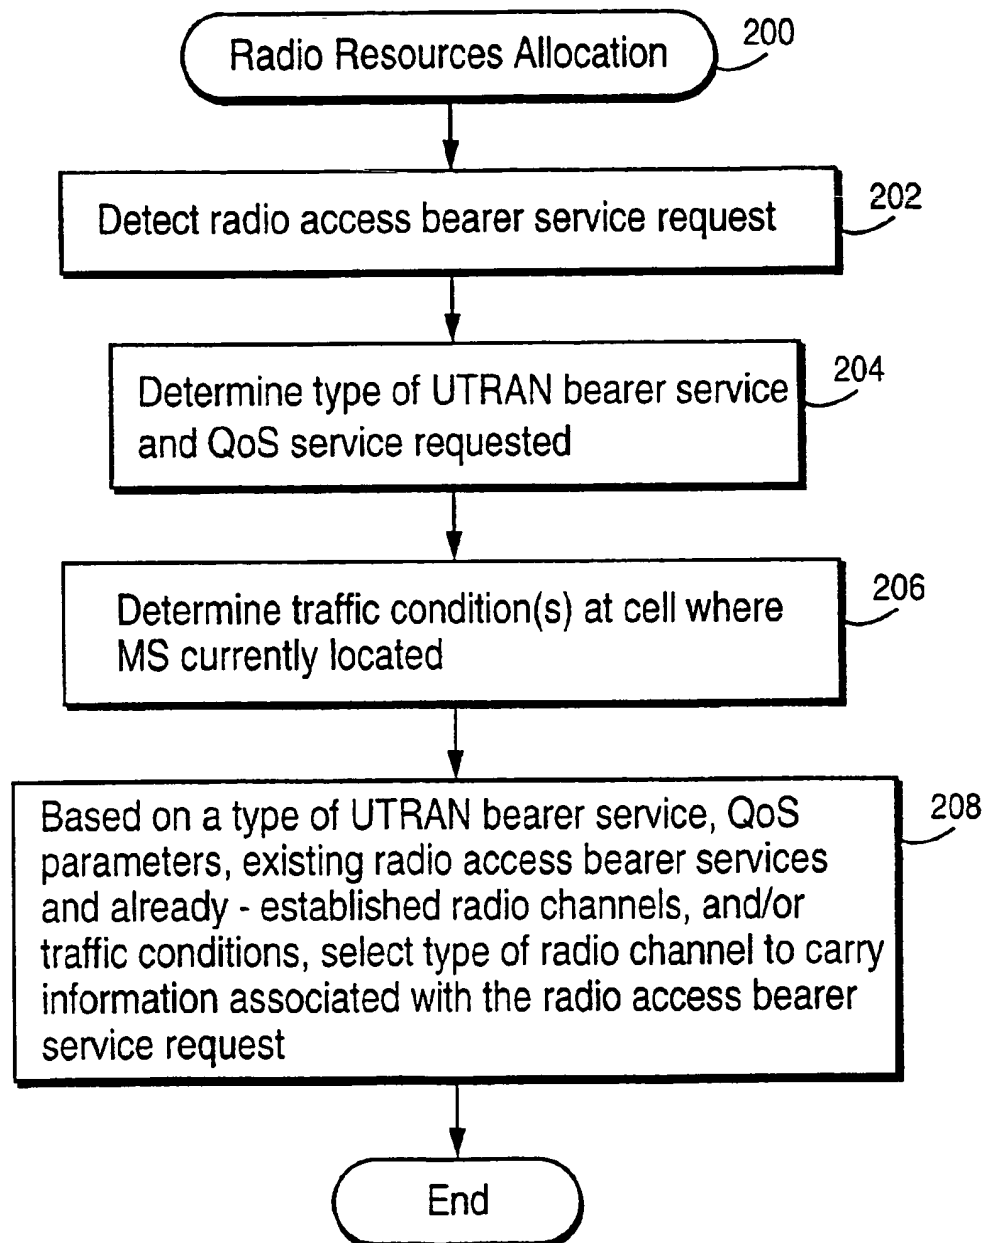 Radio Resources Allocation
200
Detect radio access bearer service request
202
Determine type of UTRAN bearer service
and QoS service requested
204
Determine traffic condition(s) at cell where
MS currently located
206
Based on a type of UTRAN bearer service, QoS
parameters, existing radio access bearer services
and already - established radio channels, and/or
traffic conditions, select type of radio channel to carry
information associated with the radio access bearer
service request
208
End